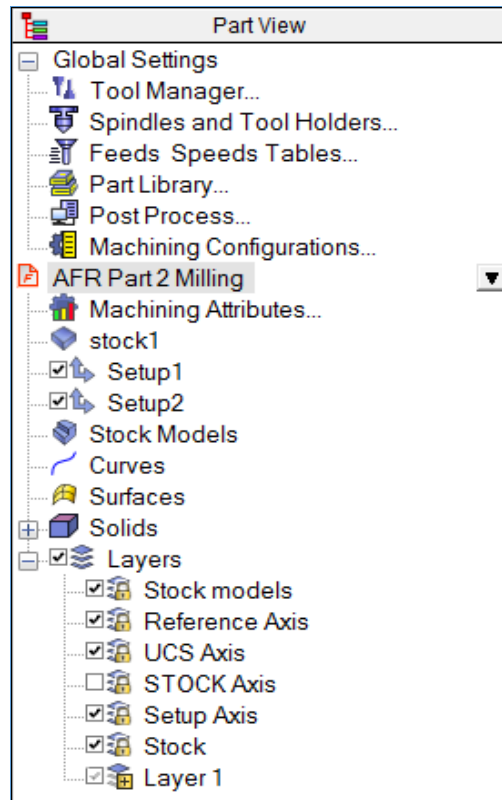 Part View
Global Settings
Tool Manager...
Spindles and Tool Holders...
Feeds Speeds Tables...
Part Library...
Post Process...
Machining Configurations...
AFR Part 2 Milling
Machining Attributes...
stock1
Setup1
Setup2
Stock Models
Curves
Surfaces
Solids
Layers
Stock models
Reference Axis
UCS Axis
STOCK Axis
Setup Axis
Stock
Layer 1